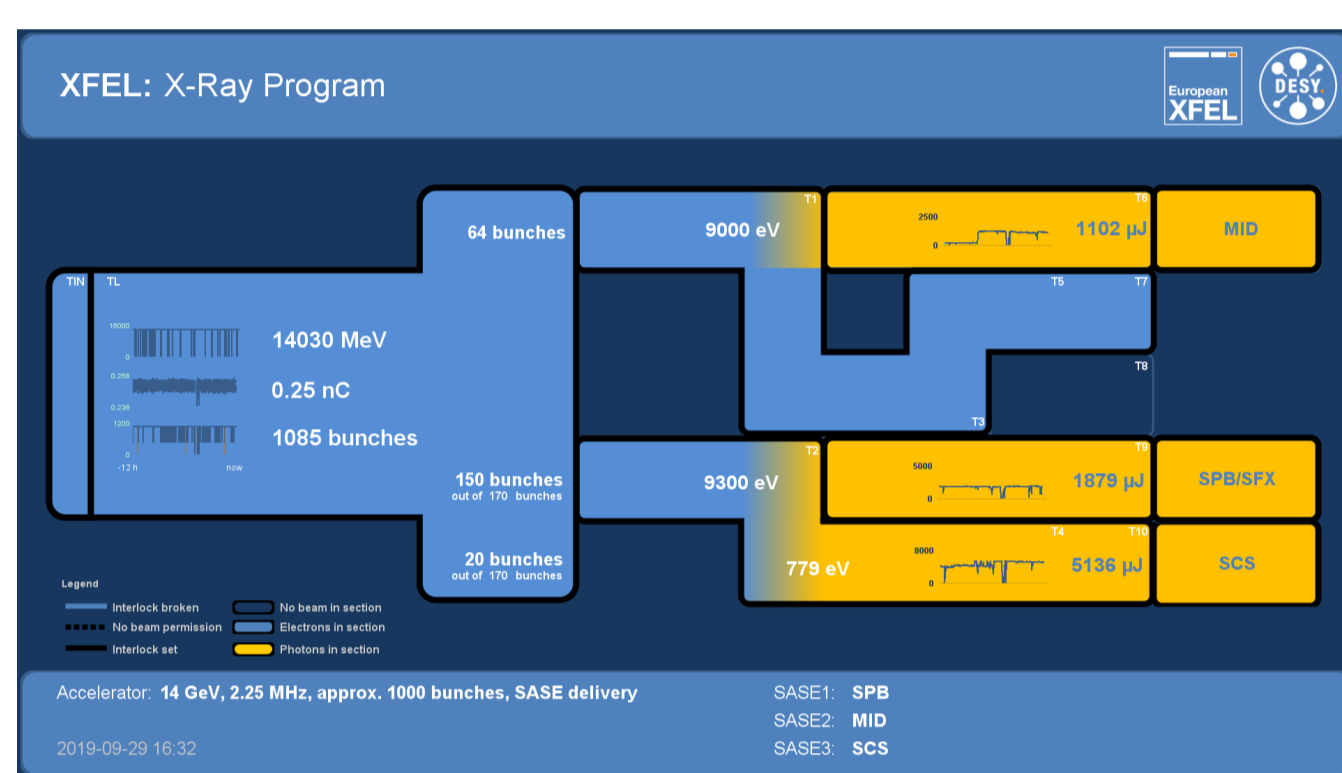 XFEL: X-Ray Program
European
XFEL
DESY.
64 bunches
9000 eV
T1
2500
0
1102 µJ
T6
MID
TIN
TL
16000
0
14030 MeV
0.256
0.236
0.25 nC
1200
0
1085 bunches
-12 h
now
T5
T7
T8
T3
150 bunches
out of 170 bunches
9300 eV
T2
5000
0
1879 µJ
T9
SPB/SFX
20 bunches
out of 170 bunches
779 eV
8000
0
T4
T10
5136 µJ
SCS
Legend
Interlock broken
No beam in section
No beam permission
Electrons in section
Interlock set
Photons in section
Accelerator: 14 GeV, 2.25 MHz, approx. 1000 bunches, SASE delivery
SASE1: SPB
SASE2: MID
2019-09-29 16:32
SASE3: SCS